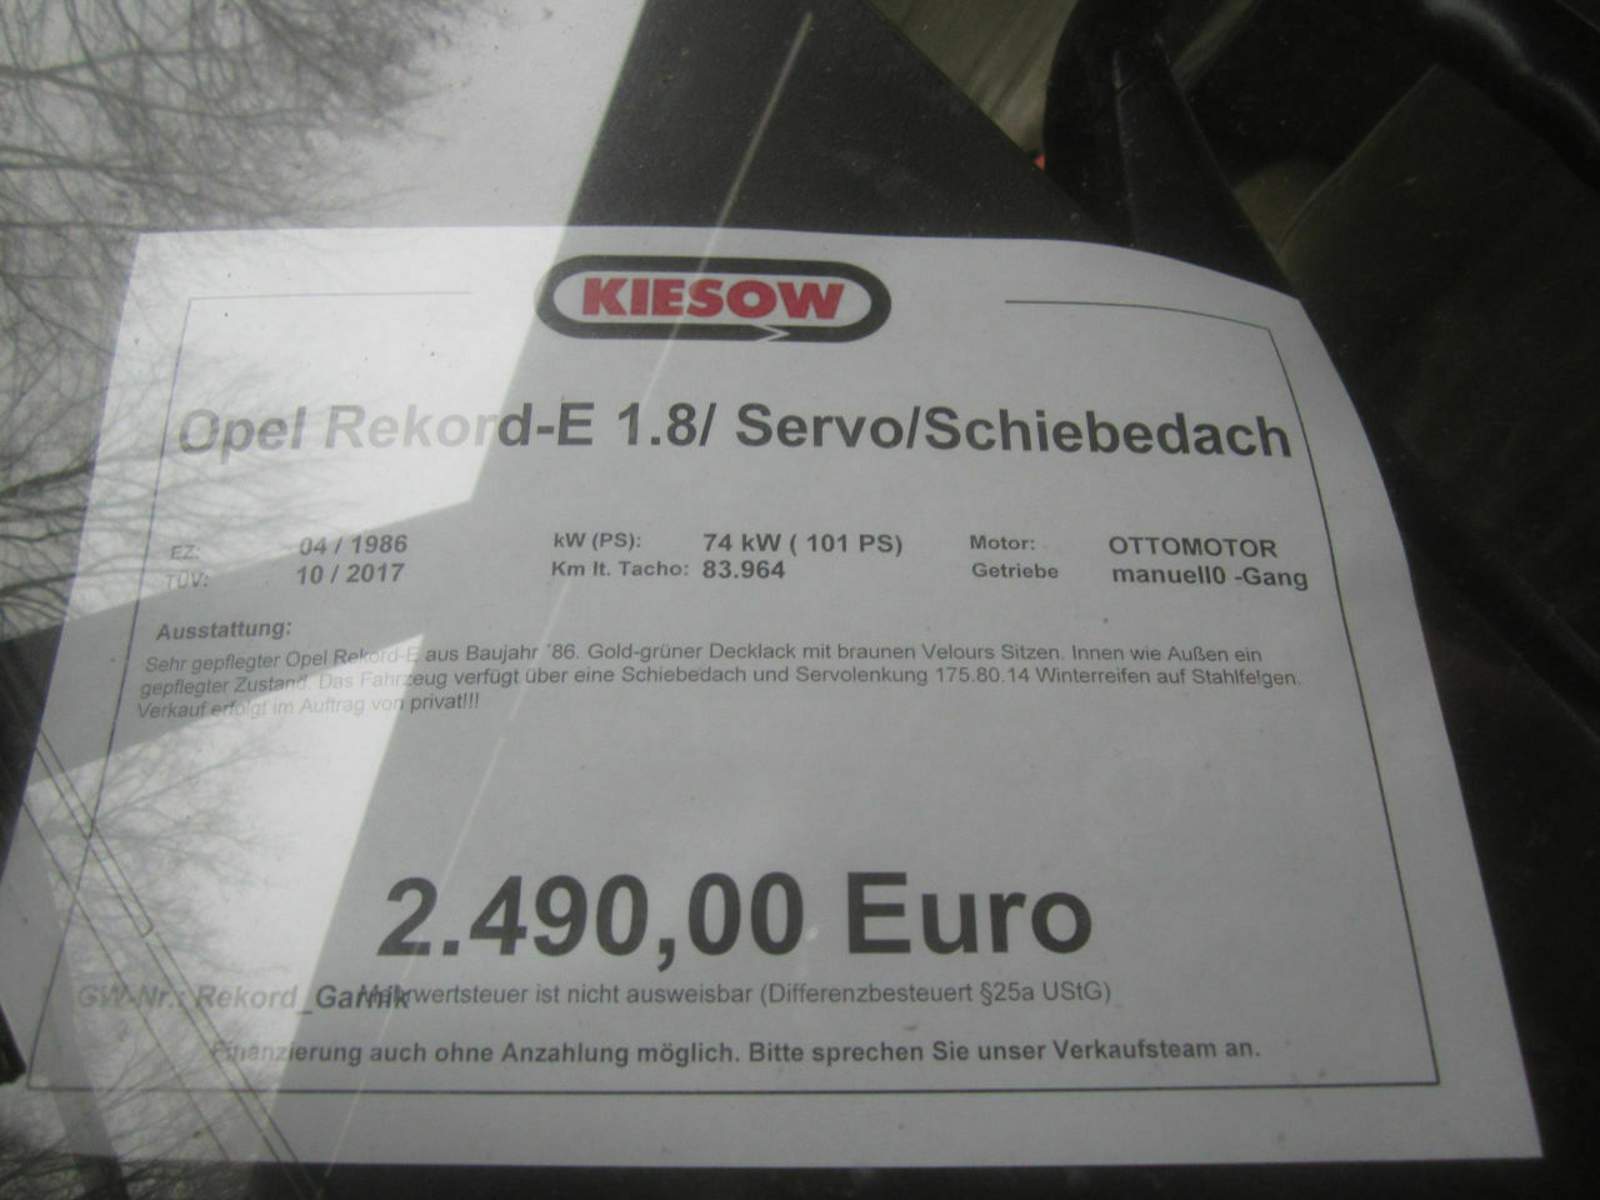 KIESOW
Opel Rekord-E 1.8/ Servo/Schiebedach
EZ: 04 / 1986 kW (PS): 74 kW ( 101 PS) Motor: OTTOMOTOR
TÜV: 10 / 2017 Km lt. Tacho: 83.964 Getriebe manuell0 -Gang
Ausstattung:
Sehr gepflegter Opel Rekord-E aus Baujahr ´86. Gold-grüner Decklack mit braunen Velours Sitzen. Innen wie Außen ein
gepflegter Zustand. Das Fahrzeug verfügt über eine Schiebedach und Servolenkung 175.80.14 Winterreifen auf Stahlfelgen.
Verkauf erfolgt im Auftrag von privat!!!
2.490,00 Euro
GW-Nr.: Rekord_Garnik Mehrwertsteuer ist nicht ausweisbar (Differenzbesteuert §25a UStG)
Finanzierung auch ohne Anzahlung möglich. Bitte sprechen Sie unser Verkaufsteam an.